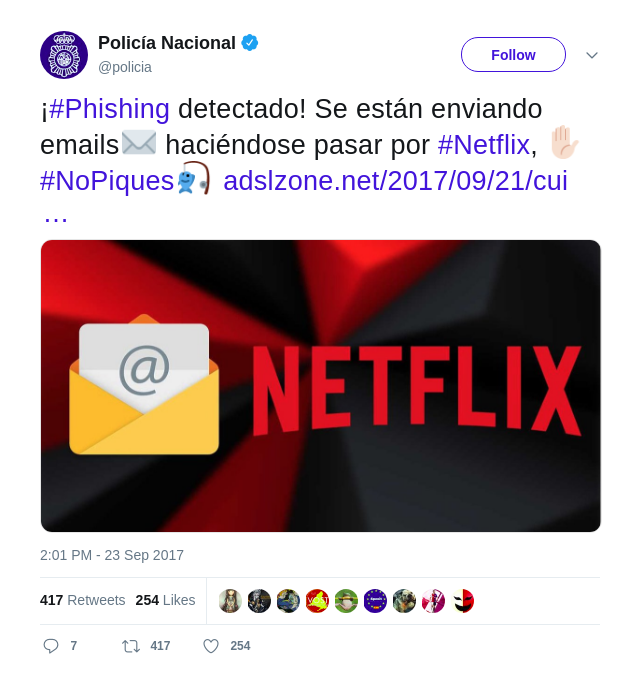 Policía Nacional
@policia
Follow
¡#Phishing detectado! Se están enviando
emails✉️ haciéndose pasar por #Netflix, ✋🏻
#NoPiques🎣 adslzone.net/2017/09/21/cui
…
@
NETFLIX
2:01 PM - 23 Sep 2017
417 Retweets 254 Likes
7 417 254